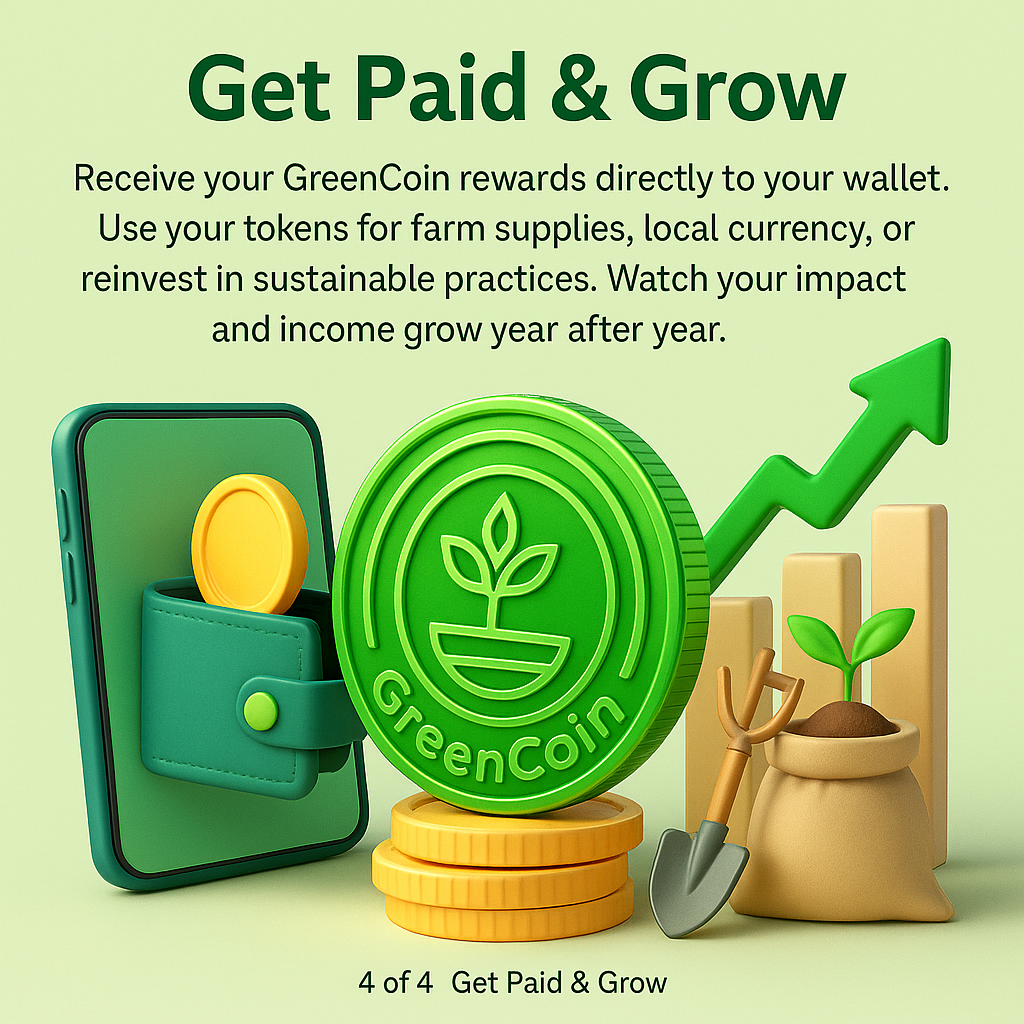 Get Paid & Grow
Receive your GreenCoin rewards directly to your wallet.
Use your tokens for farm supplies, local currency, or
reinvest in sustainable practices. Watch your impact
and income grow year after year.
GreenCoin
4 of 4 Get Paid & Grow